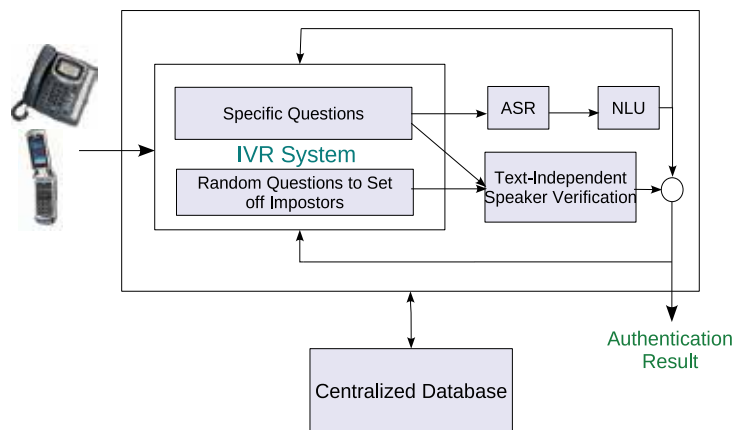 Specific Questions
ASR
NLU
IVR System
Random Questions to Set
off Impostors
Text-Independent
Speaker Verification
Authentication
Result
Centralized Database